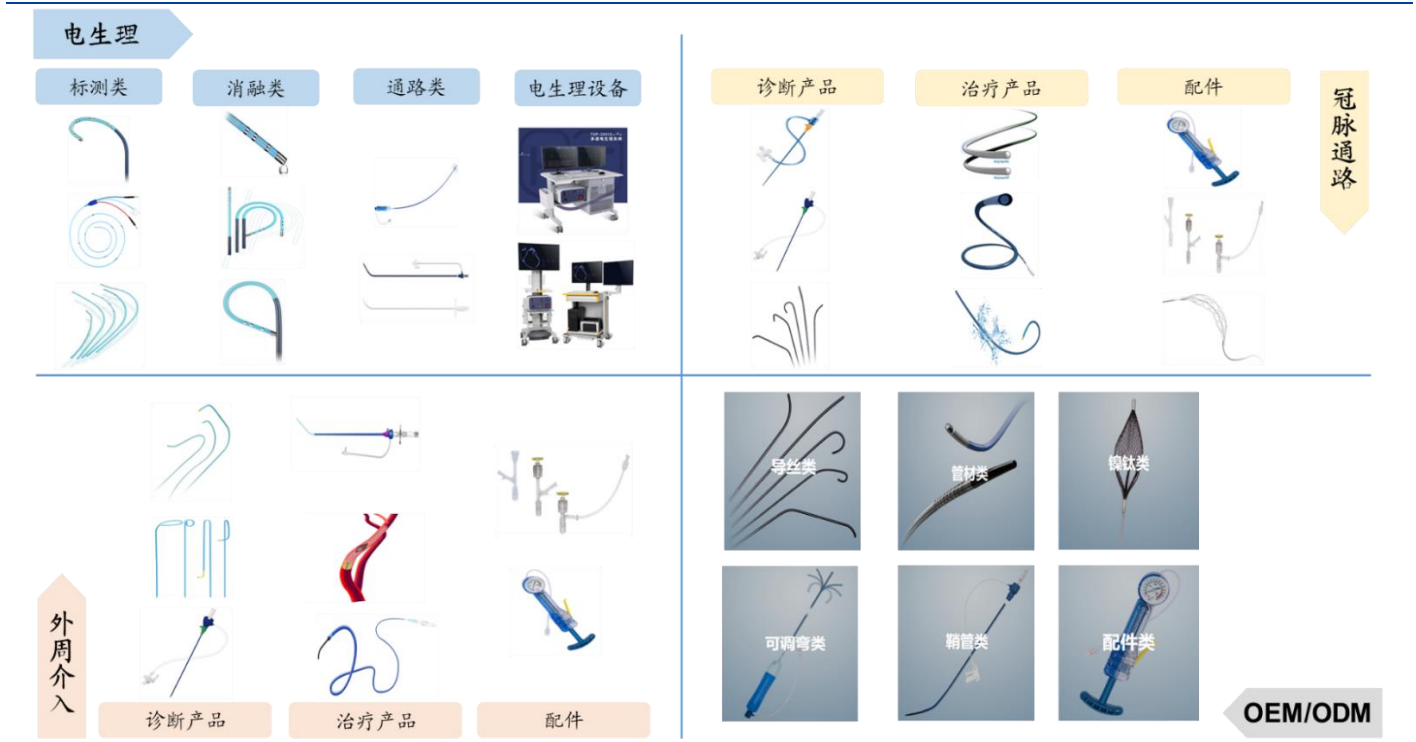 电生理
标测类
消融类
通路类
电生理设备
诊断产品
治疗产品
配件
冠脉通路
导丝类
管材类
镍钛类
可调弯类
鞘管类
配件类
外周介入
诊断产品
治疗产品
配件
OEM/ODM